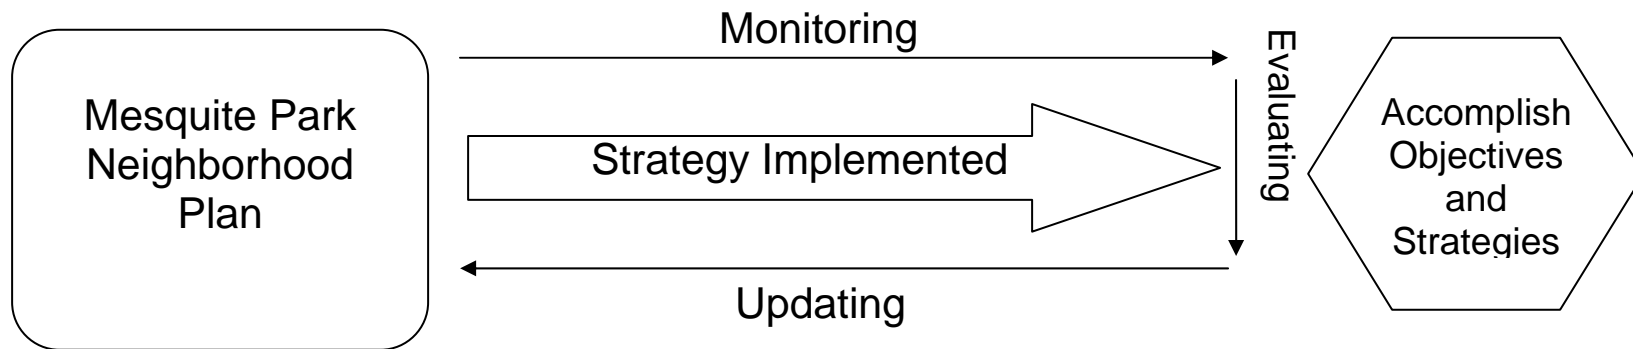 Mesquite Park
Neighborhood
Plan
Monitoring
Strategy Implemented
Updating
Evaluating
Accomplish
Objectives
and
Strategies